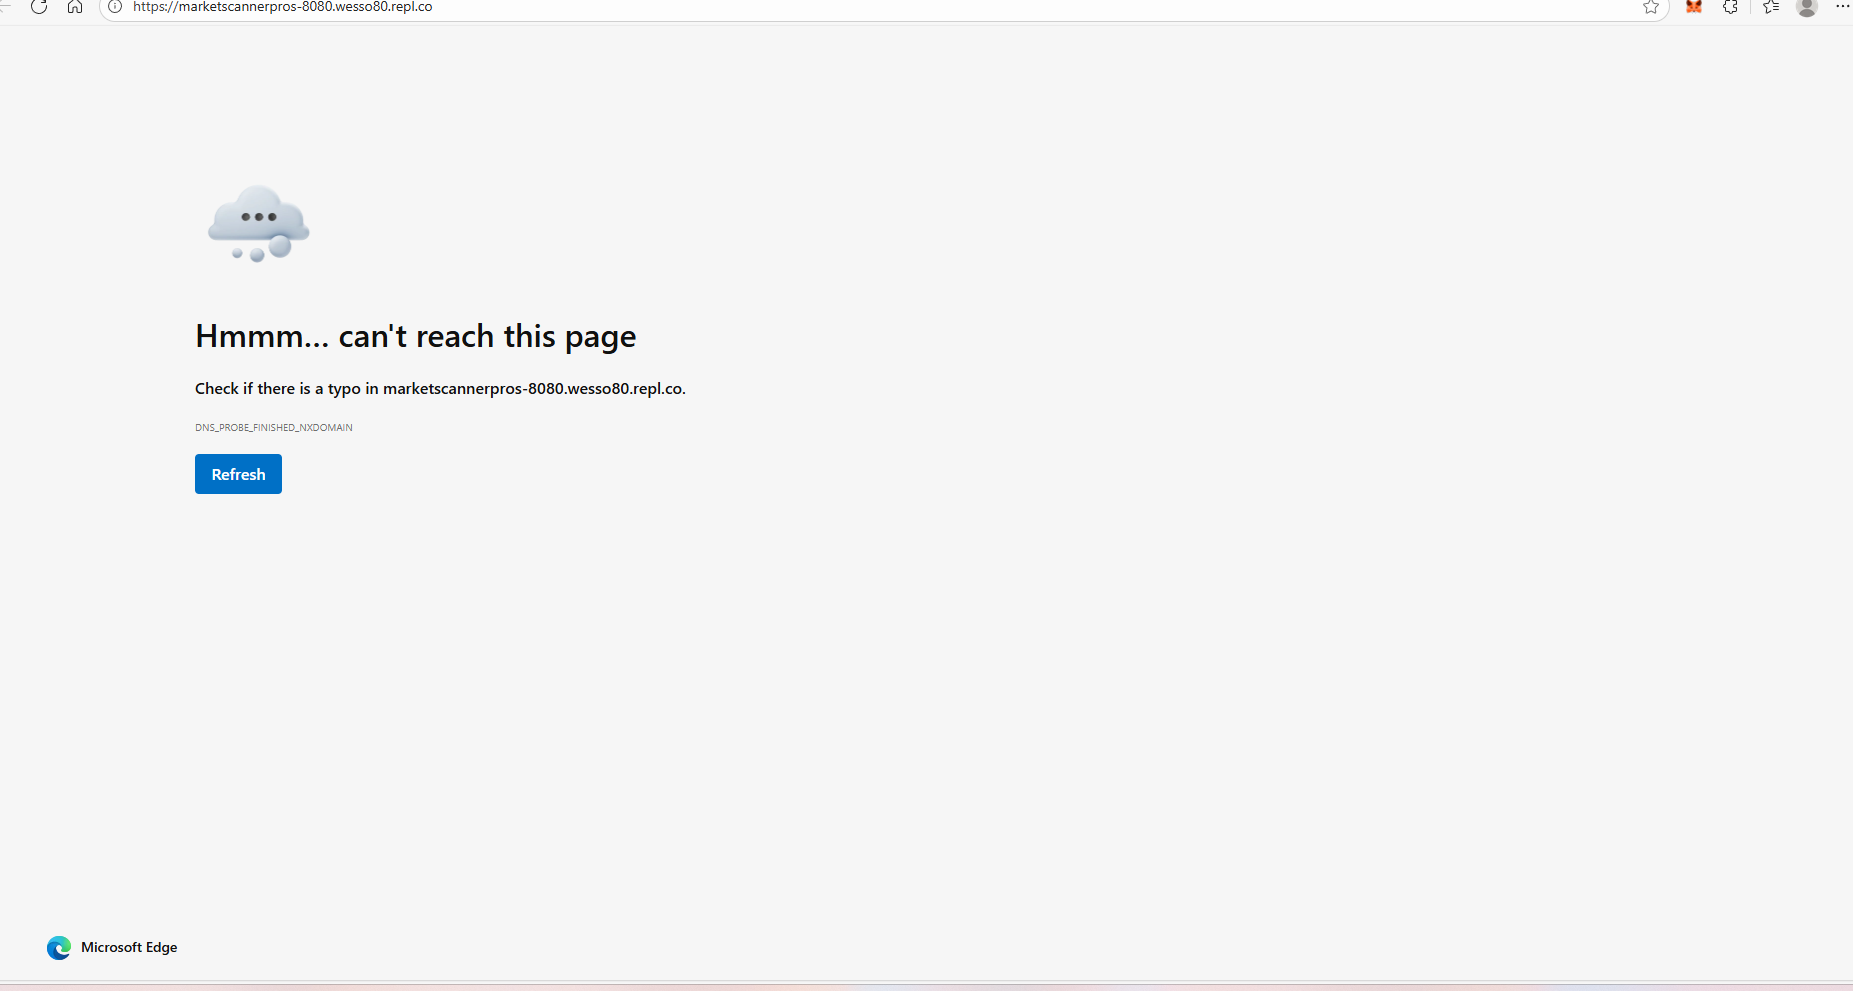 https://marketscannerpros-8080.wesso80.repl.co
Hmmm... can't reach this page
Check if there is a typo in marketscannerpros-8080.wesso80.repl.co.
DNS_PROBE_FINISHED_NXDOMAIN
Refresh
Microsoft Edge